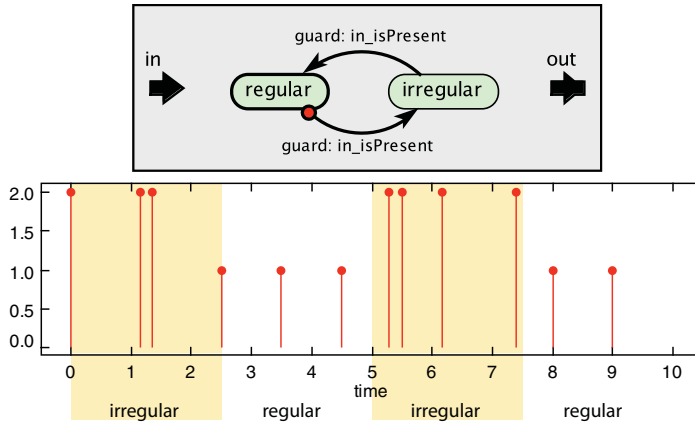 guard: in_isPresent
in
out
regular
irregular
guard: in_isPresent
2.0
1.5
1.0
0.5
0.0
0 1 2 3 4 5 6 7 8 9 10
time
irregular regular irregular regular